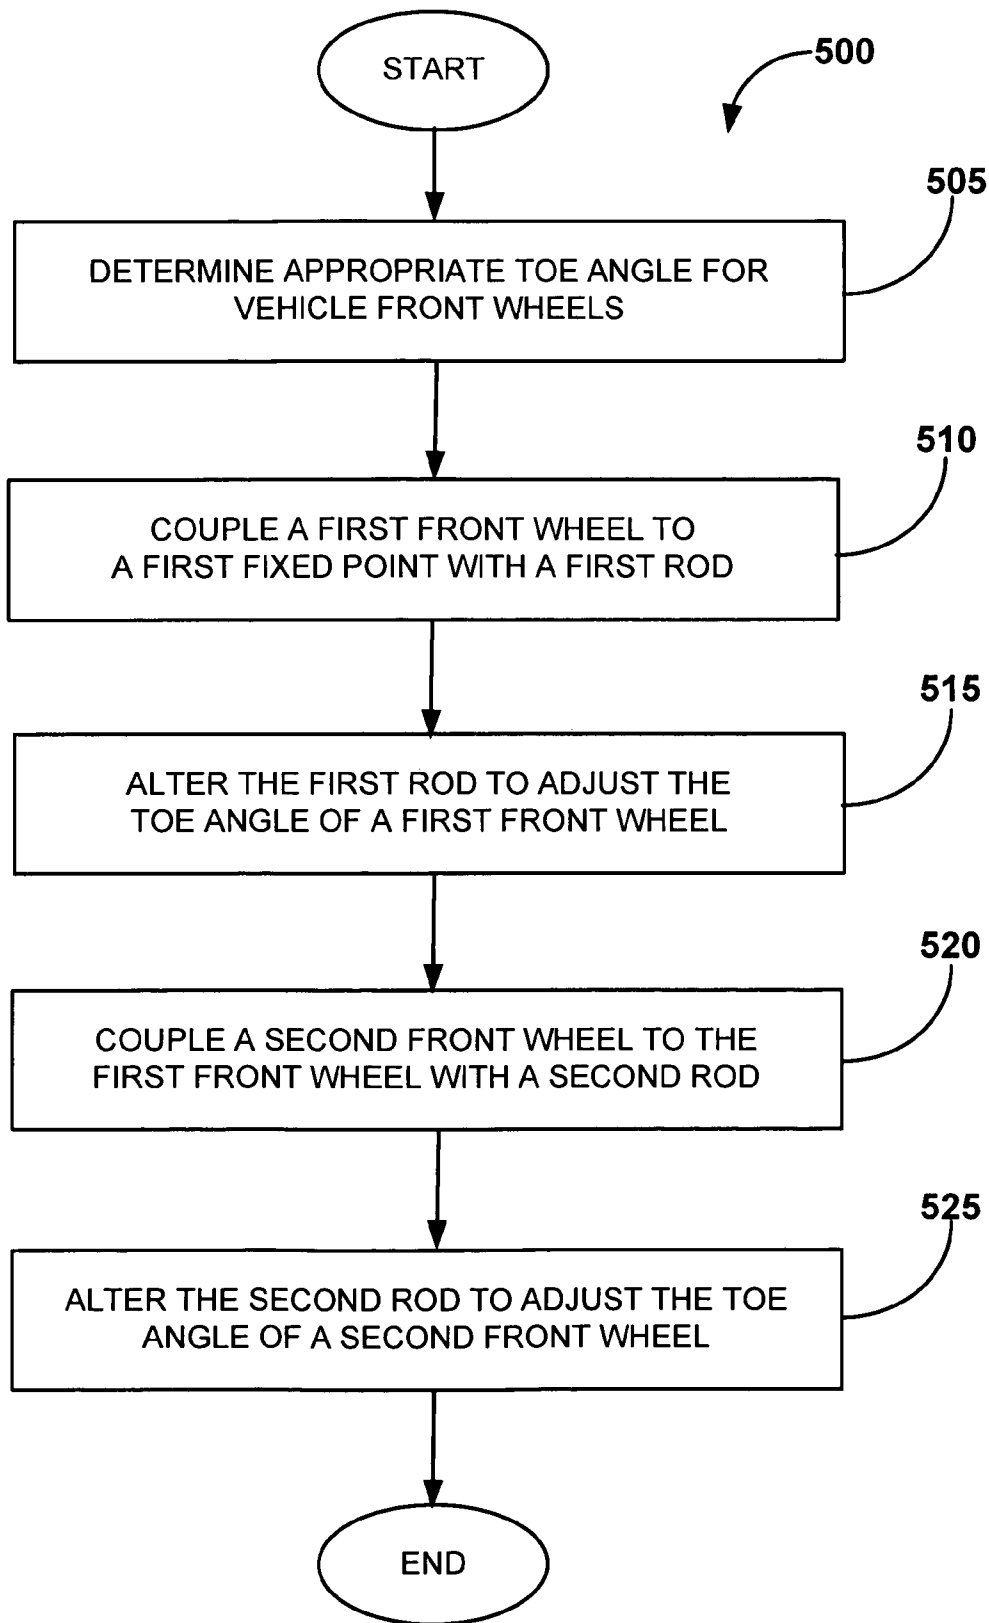 START
500
505
DETERMINE APPROPRIATE TOE ANGLE FOR
VEHICLE FRONT WHEELS
510
COUPLE A FIRST FRONT WHEEL TO
A FIRST FIXED POINT WITH A FIRST ROD
515
ALTER THE FIRST ROD TO ADJUST THE
TOE ANGLE OF A FIRST FRONT WHEEL
520
COUPLE A SECOND FRONT WHEEL TO THE
FIRST FRONT WHEEL WITH A SECOND ROD
525
ALTER THE SECOND ROD TO ADJUST THE TOE
ANGLE OF A SECOND FRONT WHEEL
END